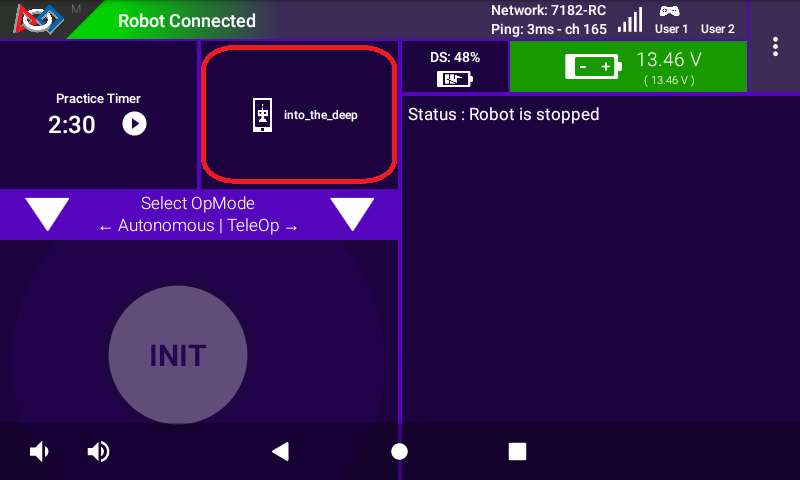 M
Robot Connected
Network: 7182-RC
Ping: 3ms - ch 165
User 1
User 2
Practice Timer
2:30
into_the_deep
DS: 48%
13.46 V
( 13.46 V )
Status : Robot is stopped
Select OpMode
← Autonomous | TeleOp →
INIT